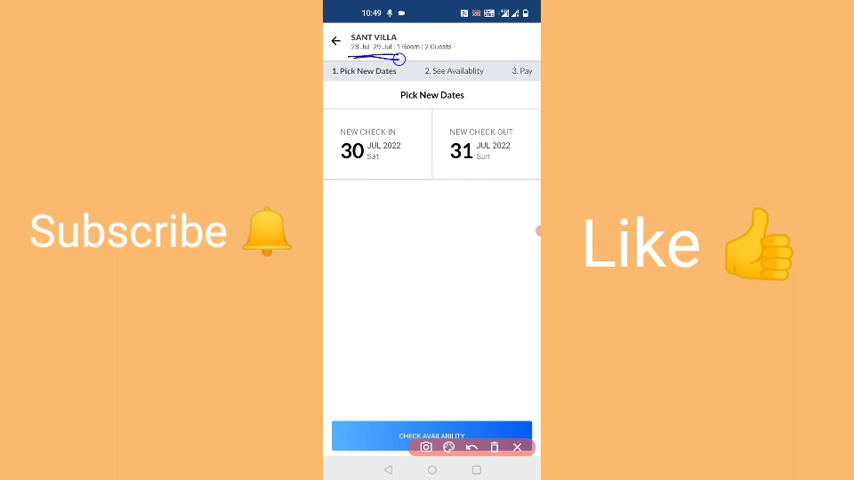 10:49
SANT VILLA
28 Jul-29 Jul | 1 Room | 2 Guests
1. Pick New Dates 2. See Availablity 3. Pay
Pick New Dates
NEW CHECK-IN NEW CHECK-OUT
30 JUL 2022 31 JUL 2022
Sat Sun
Subscribe
Like
CHECK AVAILABILITY